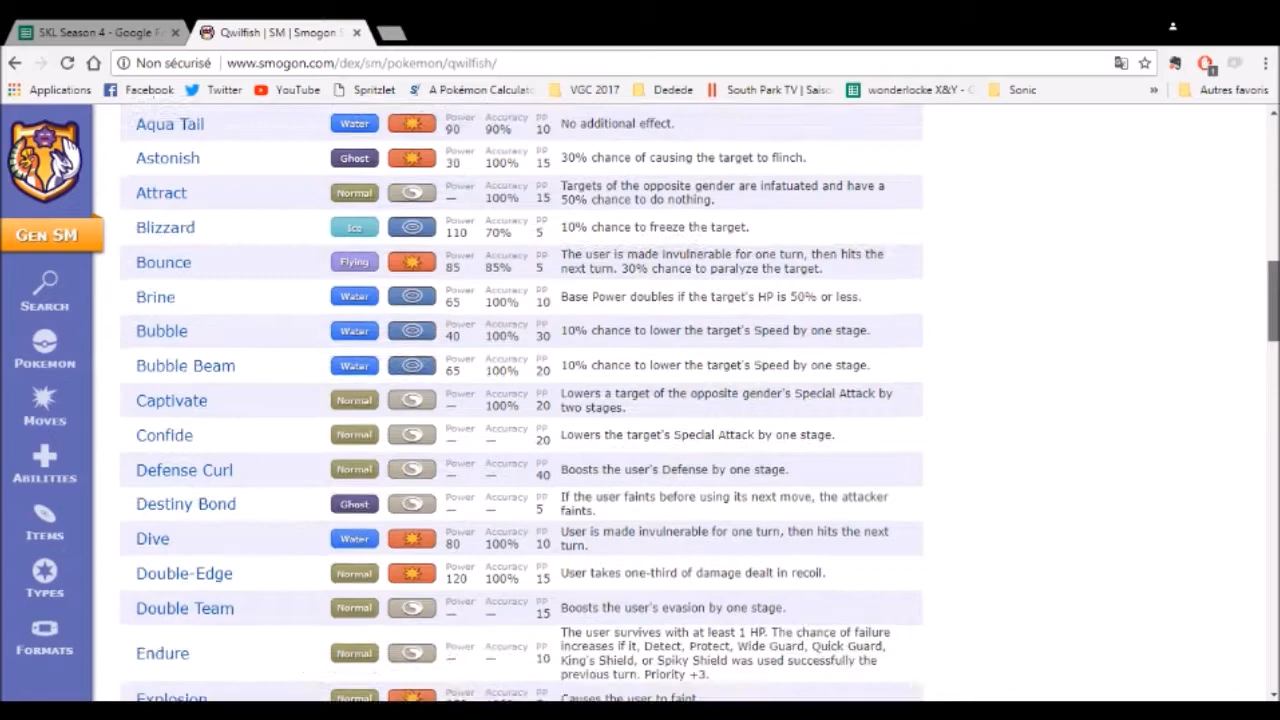 SKL Season 4 - Google Fe
Qwilfish | SM | Smogon S
Non sécurisé www.smogon.com/dex/sm/pokemon/qwilfish/
Applications Facebook Twitter YouTube Spritzlet A Pokémon Calculat VGC 2017 Dedede South Park TV | Sais wonderlocke X&Y - G Sonic » Autres favoris
GEN SM
SEARCH
POKEMON
MOVES
ABILITIES
ITEMS
TYPES
FORMATS
Aqua Tail Water Power 90 Accuracy 90% PP 10 No additional effect.
Astonish Ghost Power 30 Accuracy 100% PP 15 30% chance of causing the target to flinch.
Attract Normal Power — Accuracy 100% PP 15 Targets of the opposite gender are infatuated and have a
50% chance to do nothing.
Blizzard Ice Power 110 Accuracy 70% PP 5 10% chance to freeze the target.
Bounce Flying Power 85 Accuracy 85% PP 5 The user is made invulnerable for one turn, then hits the
next turn. 30% chance to paralyze the target.
Brine Water Power 65 Accuracy 100% PP 10 Base Power doubles if the target's HP is 50% or less.
Bubble Water Power 40 Accuracy 100% PP 30 10% chance to lower the target's Speed by one stage.
Bubble Beam Water Power 65 Accuracy 100% PP 20 10% chance to lower the target's Speed by one stage.
Captivate Normal Power — Accuracy 100% PP 20 Lowers a target of the opposite gender's Special Attack by
two stages.
Confide Normal Power — Accuracy — PP 20 Lowers the target's Special Attack by one stage.
Defense Curl Normal Power — Accuracy — PP 40 Boosts the user's Defense by one stage.
Destiny Bond Ghost Power — Accuracy — PP 5 If the user faints before using its next move, the attacker
faints.
Dive Water Power 80 Accuracy 100% PP 10 User is made invulnerable for one turn, then hits the next
turn.
Double-Edge Normal Power 120 Accuracy 100% PP 15 User takes one-third of damage dealt in recoil.
Double Team Normal Power — Accuracy — PP 15 Boosts the user's evasion by one stage.
Endure Normal Power — Accuracy — PP 10 The user survives with at least 1 HP. The chance of failure
increases if it, Detect, Protect, Wide Guard, Quick Guard,
King's Shield, or Spiky Shield was used successfully the
previous turn. Priority +3.
Explosion Normal Power Accuracy PP Causes the user to faint.